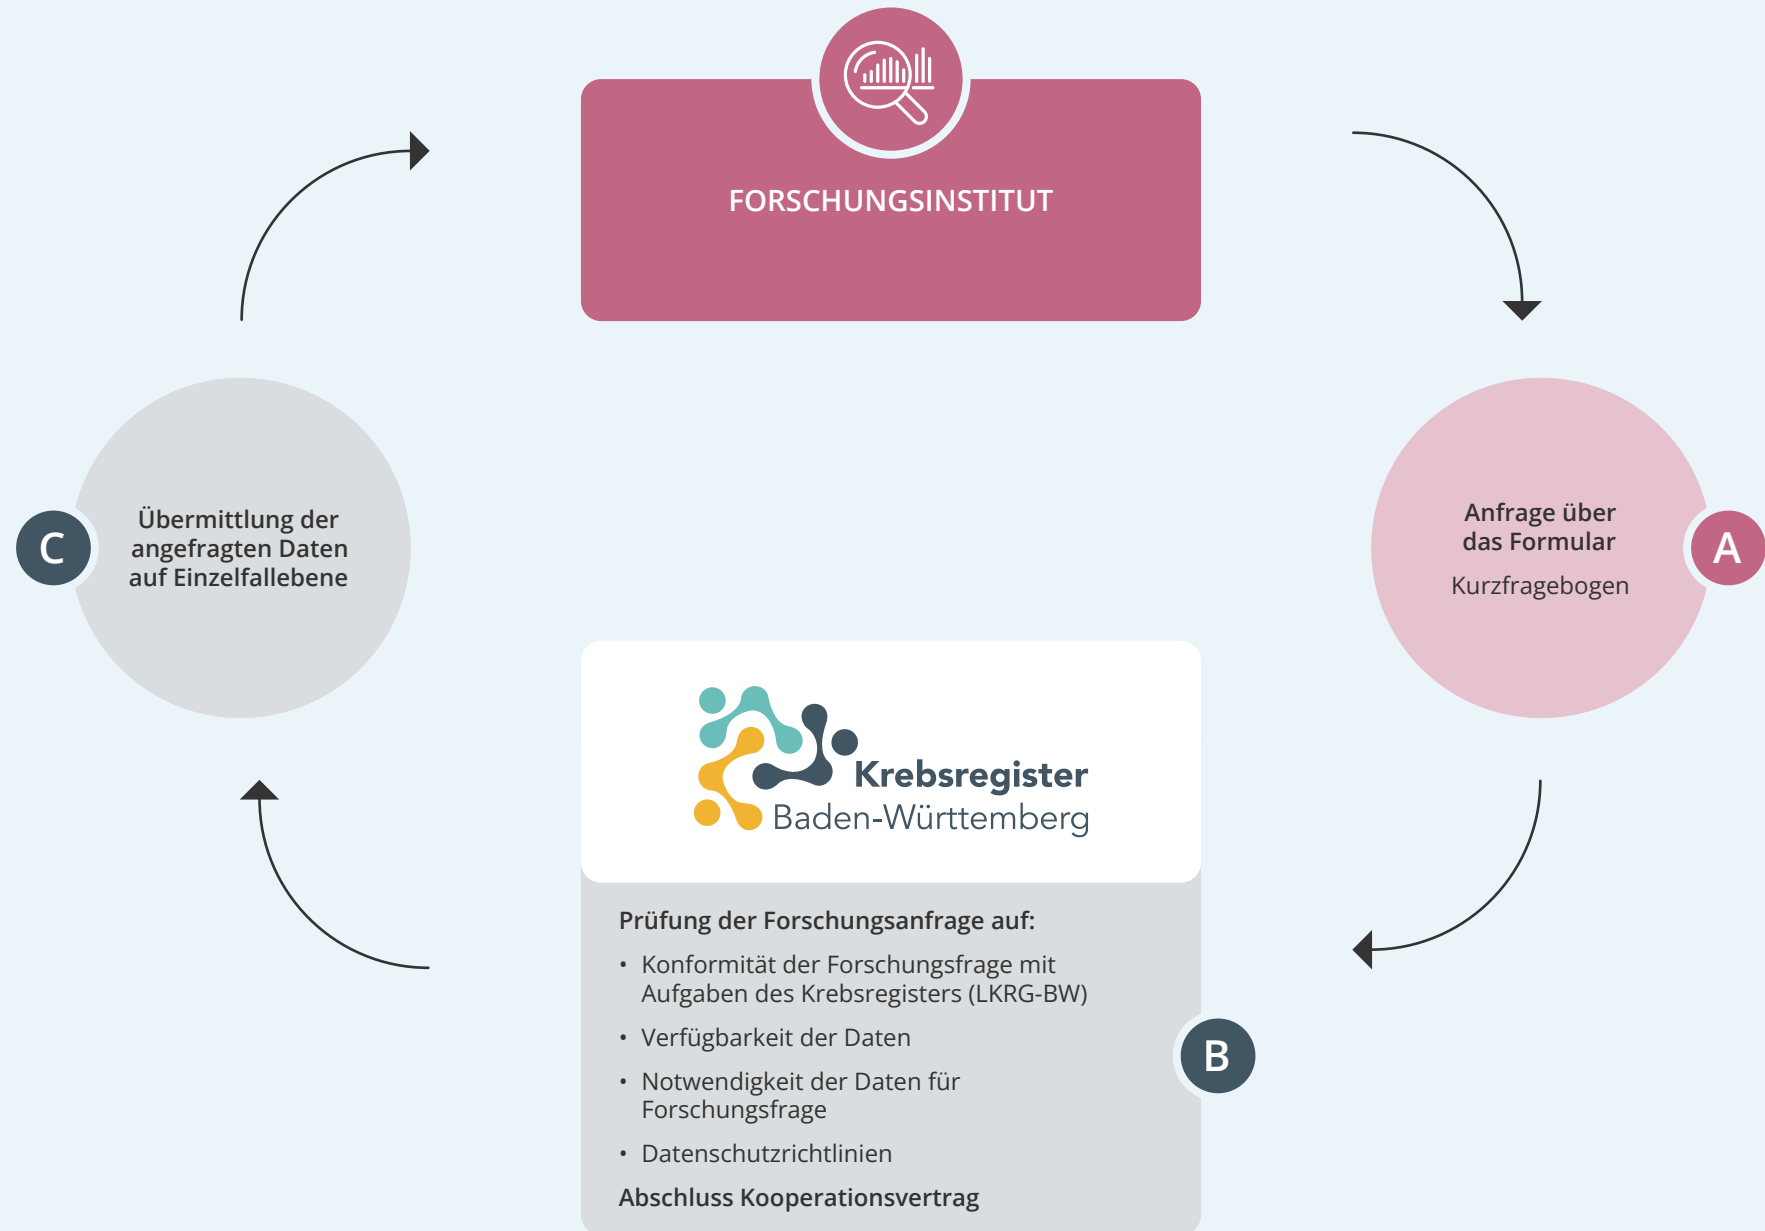 FORSCHUNGSINSTITUT
Anfrage über
das Formular
Kurzfragebogen
A
Krebsregister
Baden-Württemberg
Prüfung der Forschungsanfrage auf:
• Konformität der Forschungsfrage mit
Aufgaben des Krebsregisters (LKRG-BW)
• Verfügbarkeit der Daten
• Notwendigkeit der Daten für
Forschungsfrage
• Datenschutzrichtlinien
Abschluss Kooperationsvertrag
B
C
Übermittlung der
angefragten Daten
auf Einzelfallebene